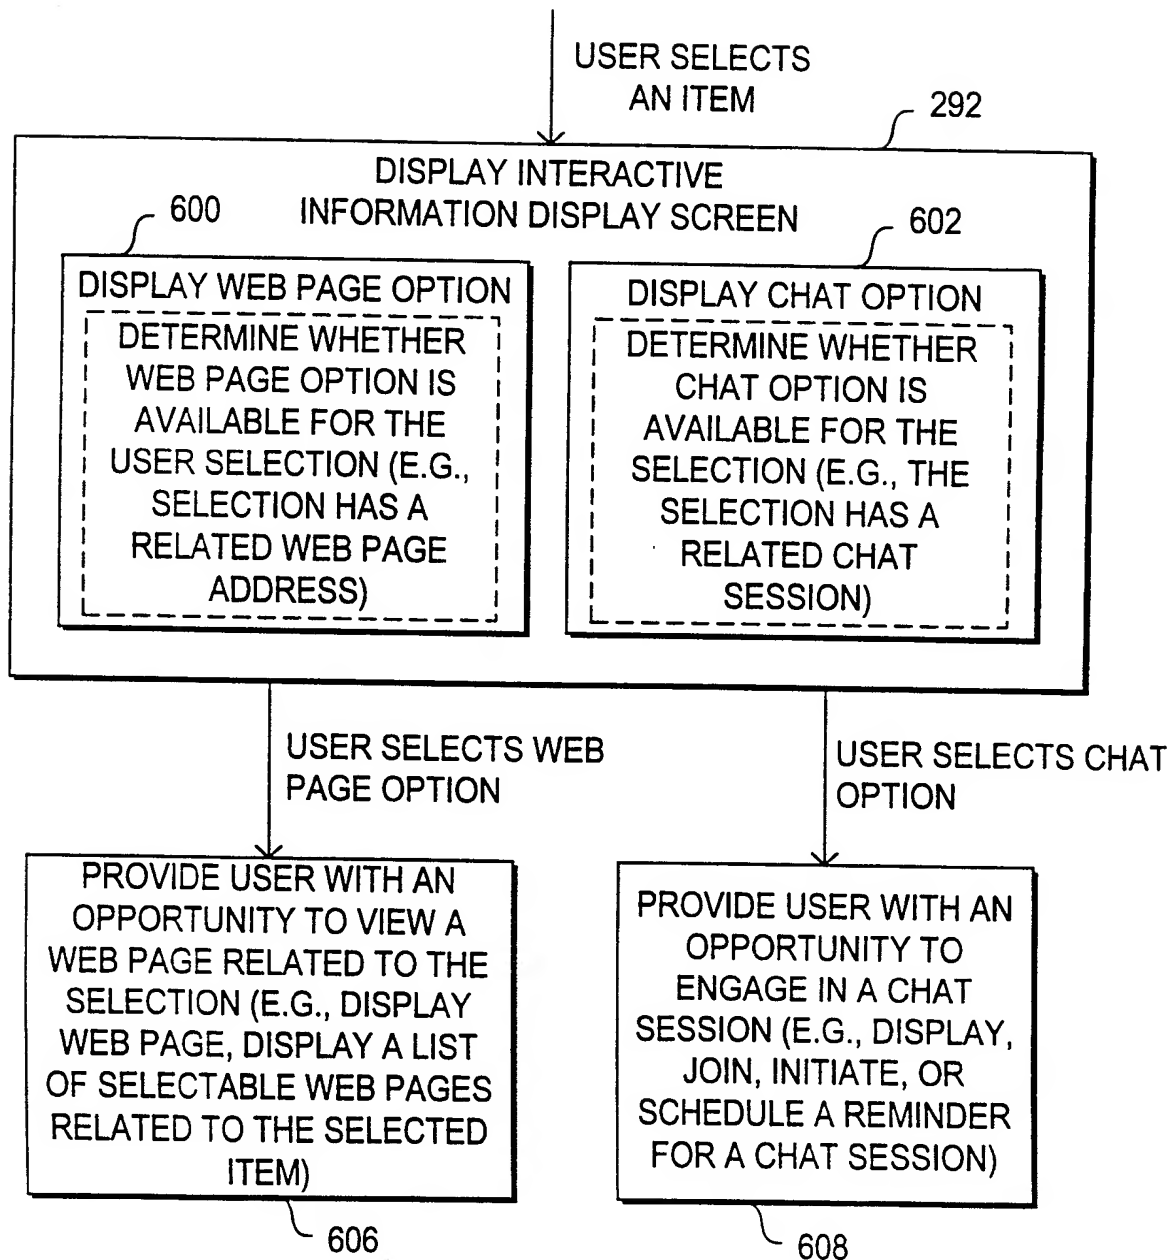 USER SELECTS
AN ITEM
292
DISPLAY INTERACTIVE
INFORMATION DISPLAY SCREEN
600
602
DISPLAY WEB PAGE OPTION
DETERMINE WHETHER
WEB PAGE OPTION IS
AVAILABLE FOR THE
USER SELECTION (E.G.,
SELECTION HAS A
RELATED WEB PAGE
ADDRESS)
DISPLAY CHAT OPTION
DETERMINE WHETHER
CHAT OPTION IS
AVAILABLE FOR THE
SELECTION (E.G., THE
SELECTION HAS A
RELATED CHAT
SESSION)
USER SELECTS WEB
PAGE OPTION
USER SELECTS CHAT
OPTION
PROVIDE USER WITH AN
OPPORTUNITY TO VIEW A
WEB PAGE RELATED TO THE
SELECTION (E.G., DISPLAY
WEB PAGE, DISPLAY A LIST
OF SELECTABLE WEB PAGES
RELATED TO THE SELECTED
ITEM)
606
PROVIDE USER WITH AN
OPPORTUNITY TO
ENGAGE IN A CHAT
SESSION (E.G., DISPLAY,
JOIN, INITIATE, OR
SCHEDULE A REMINDER
FOR A CHAT SESSION)
608